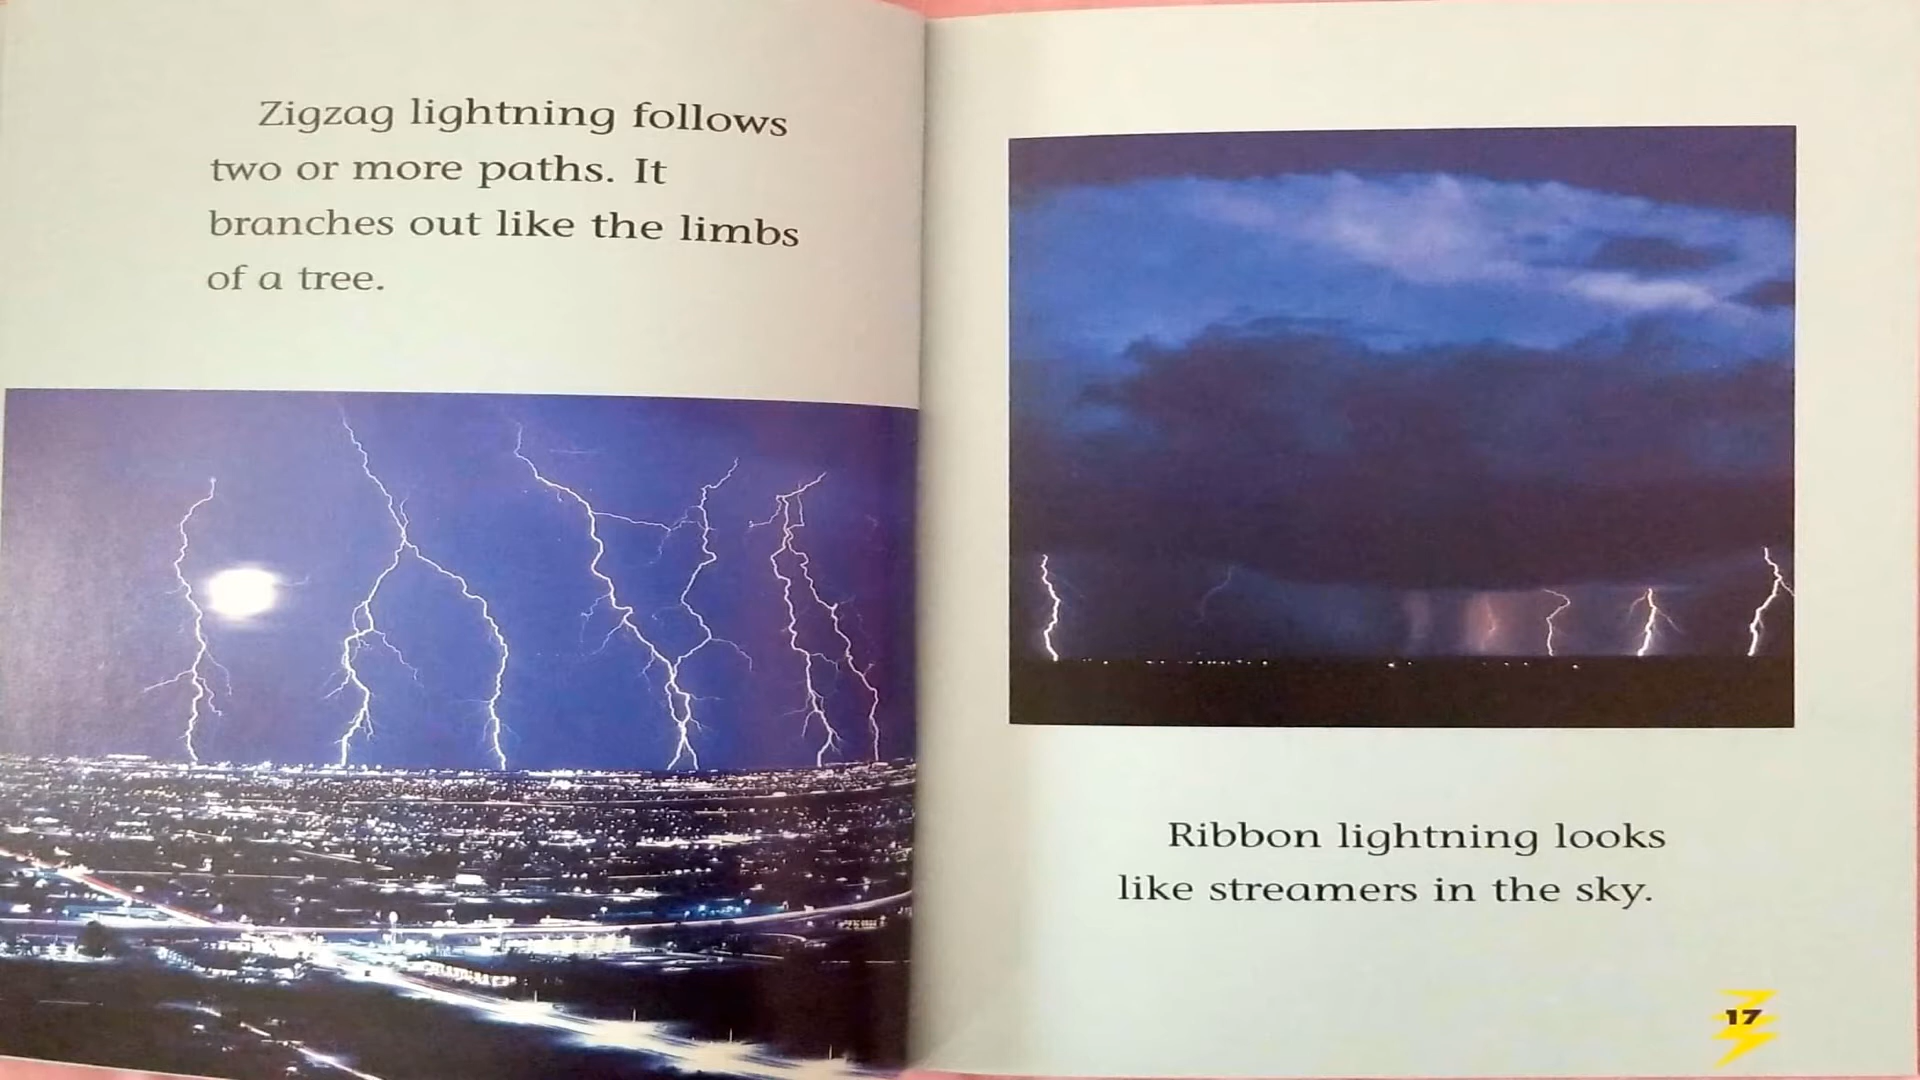 Zigzag lightning follows
two or more paths. It
branches out like the limbs
of a tree.
Ribbon lightning looks
like streamers in the sky.
17